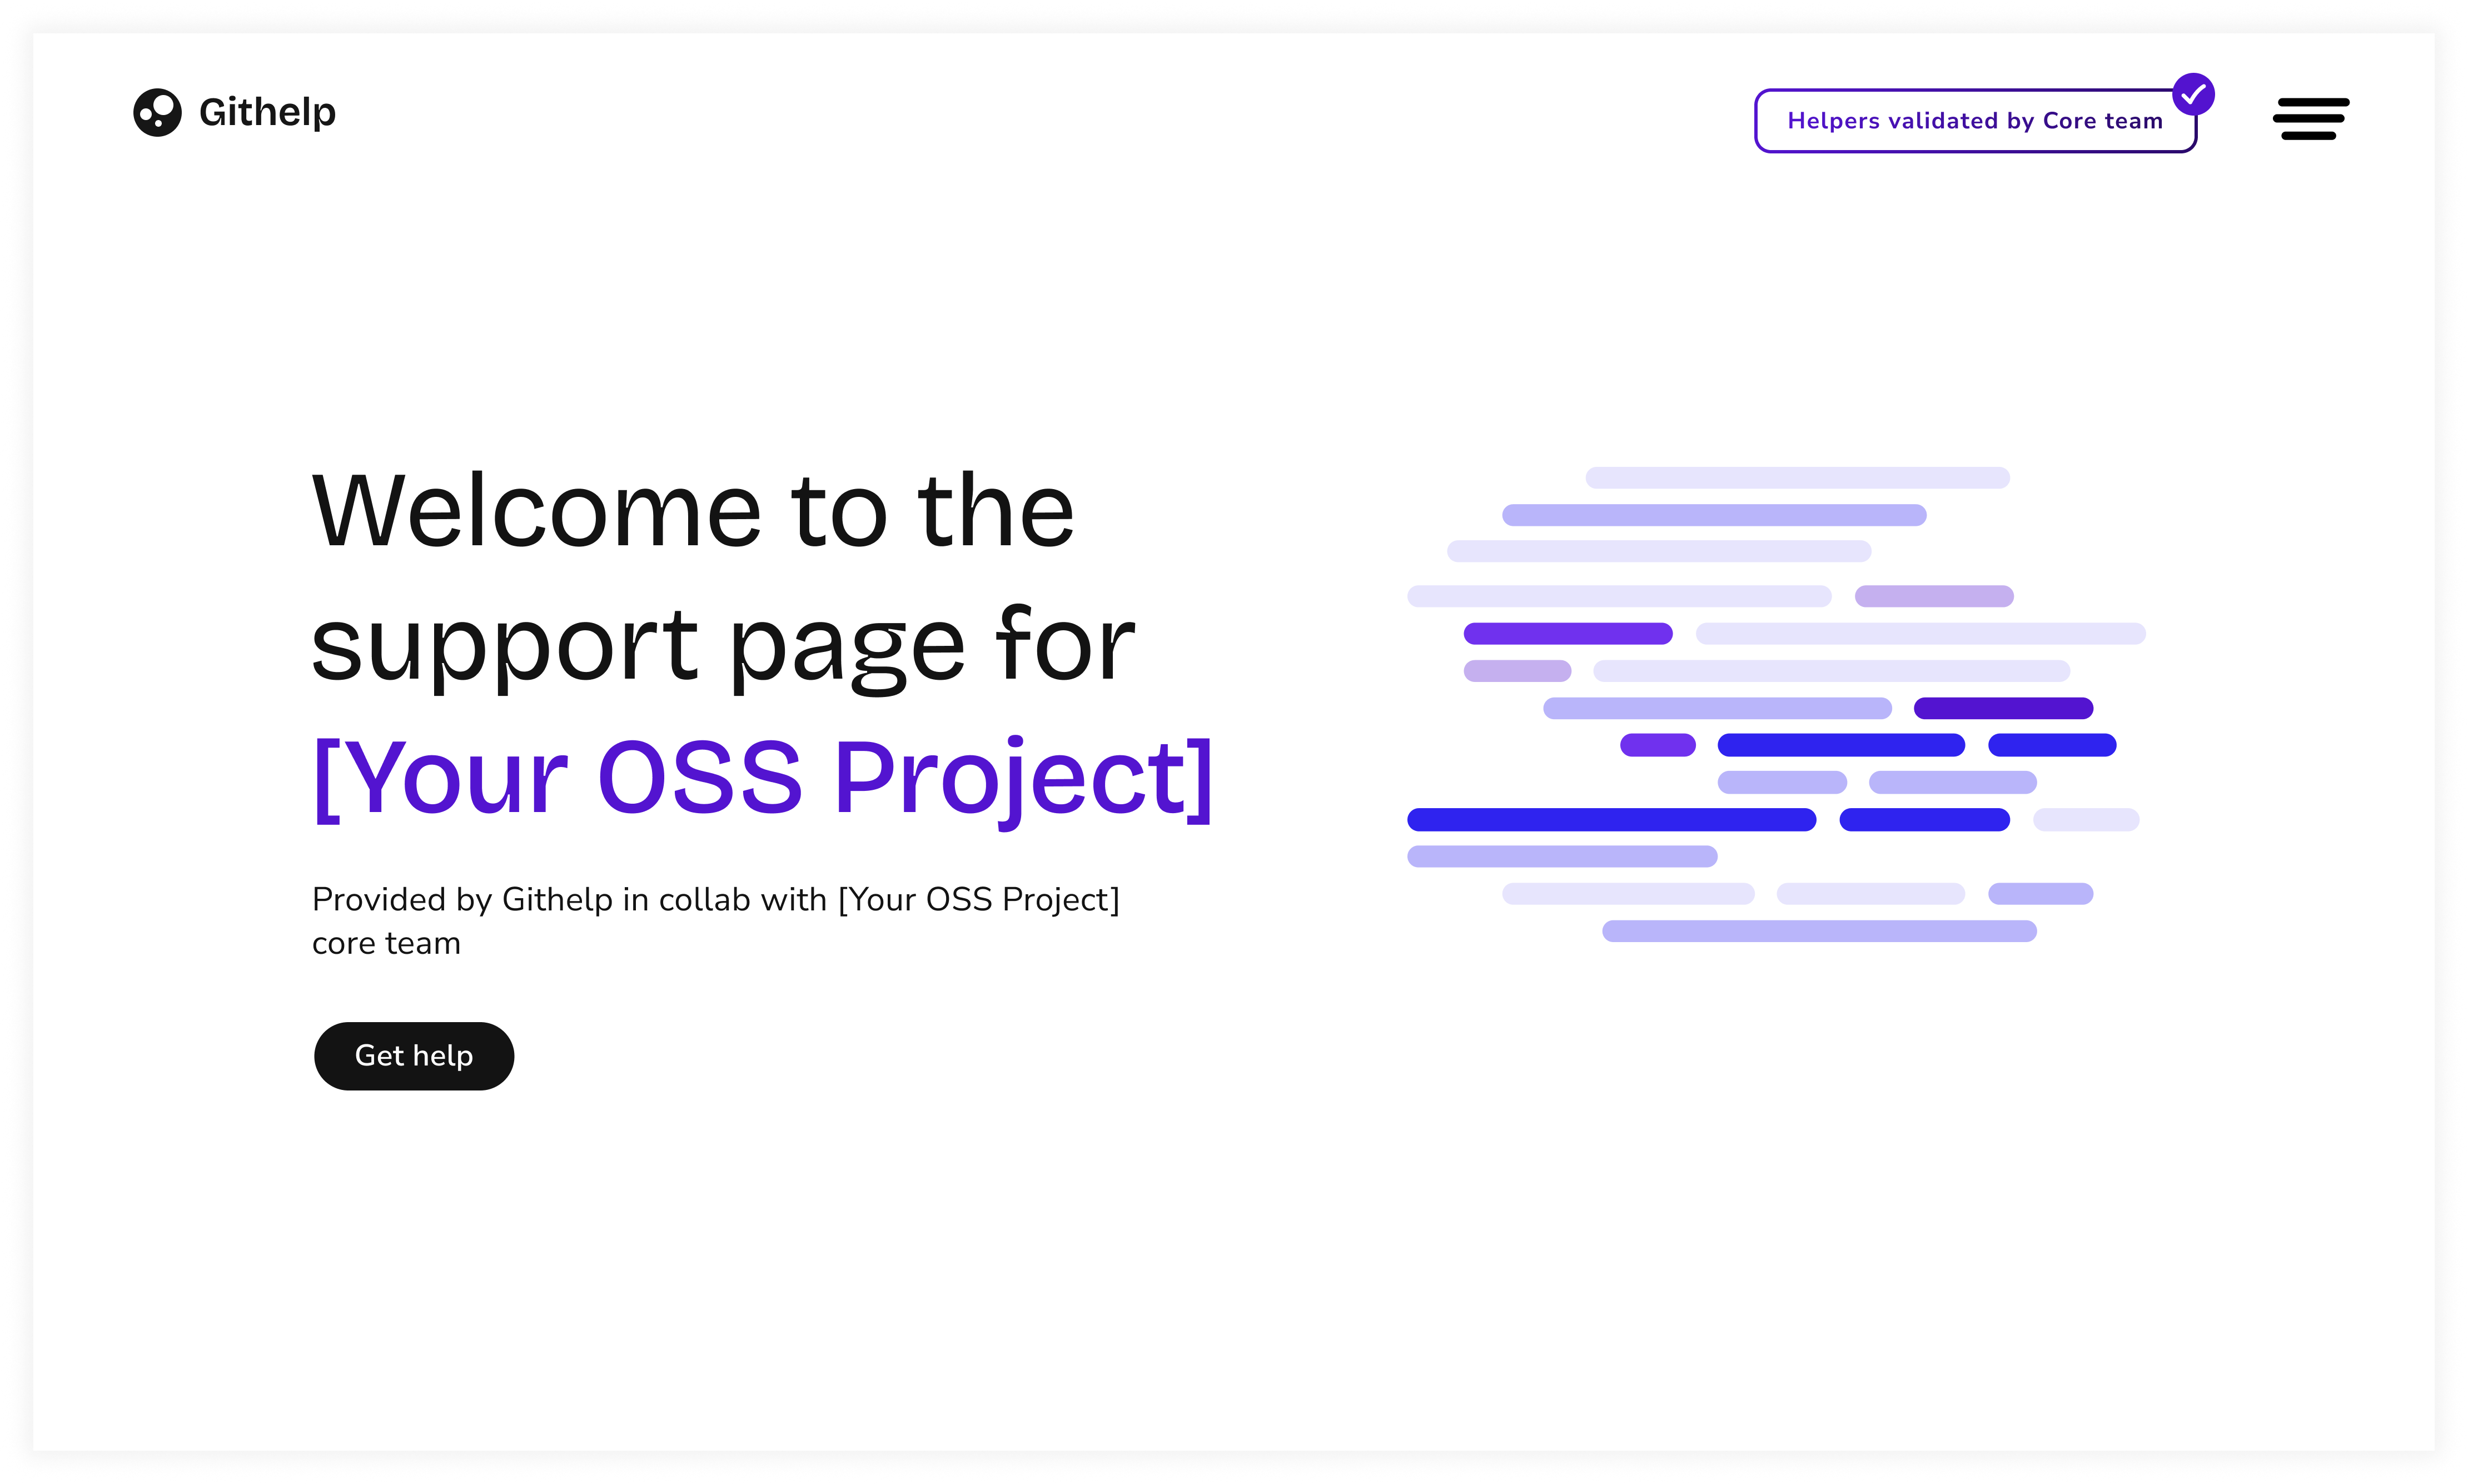 Githelp
Helpers validated by Core team
Welcome to the
support page for
[Your OSS Project]
Provided by Githelp in collab with [Your OSS Project]
core team
Get help